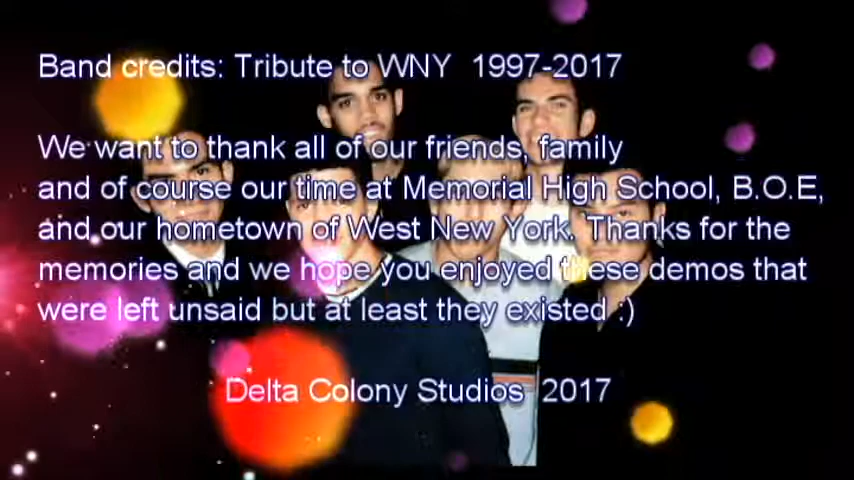 Band credits: Tribute to WNY 1997-2017
We want to thank all of our friends, family
and of course our time at Memorial High School, B.O.E,
and our hometown of West New York. Thanks for the
memories and we hope you enjoyed these demos that
were left unsaid but at least they existed :)
Delta Colony Studios 2017